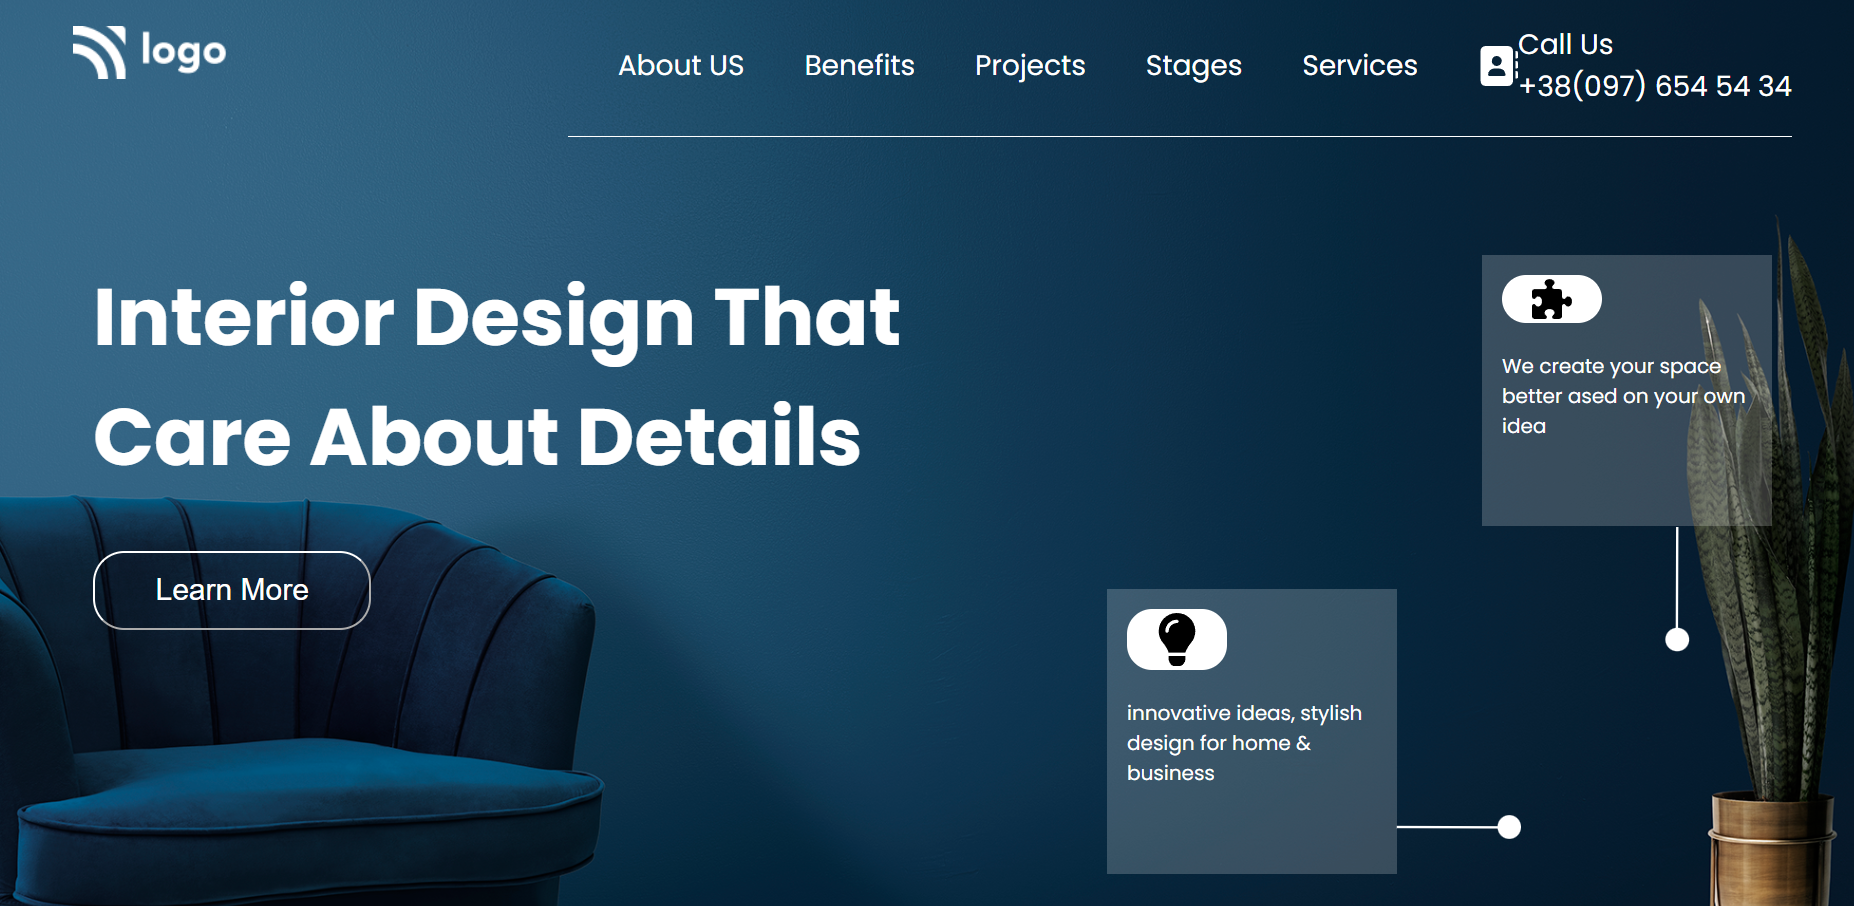 logo
About US
Benefits
Projects
Stages
Services
Call Us
+38(097) 654 54 34
Interior Design That
Care About Details
Learn More
We create your space
better ased on your own
idea
innovative ideas, stylish
design for home &
business